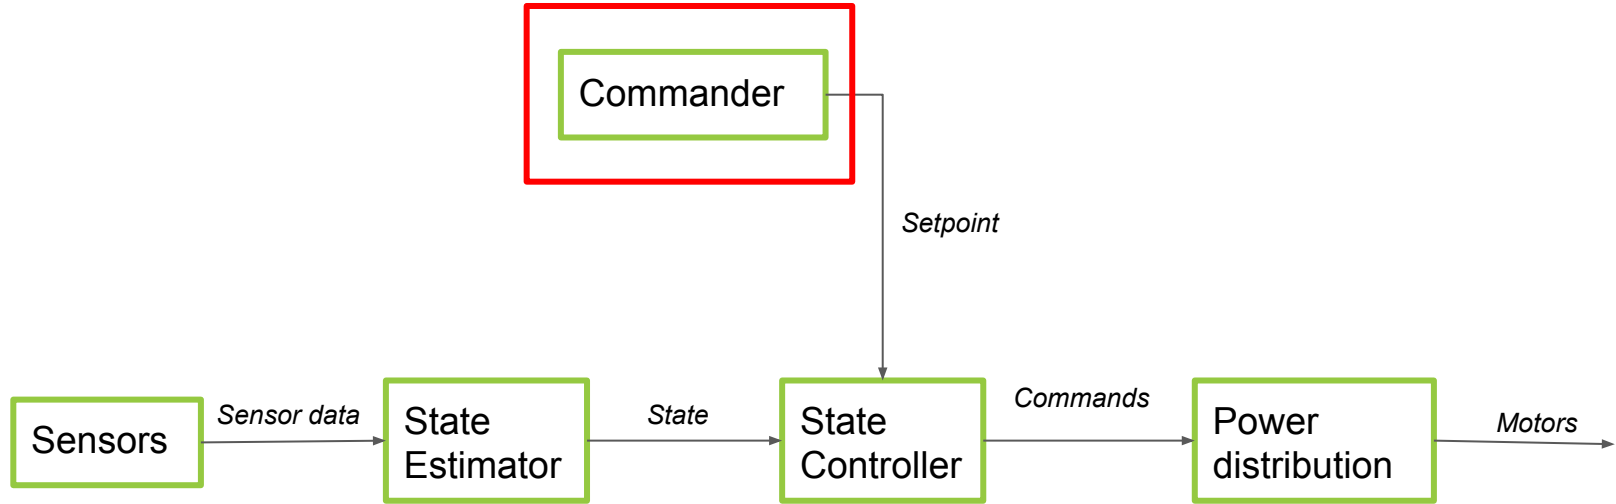 Commander
Setpoint
Sensors
Sensor data
State
Estimator
State
State
Controller
Commands
Power
distribution
Motors